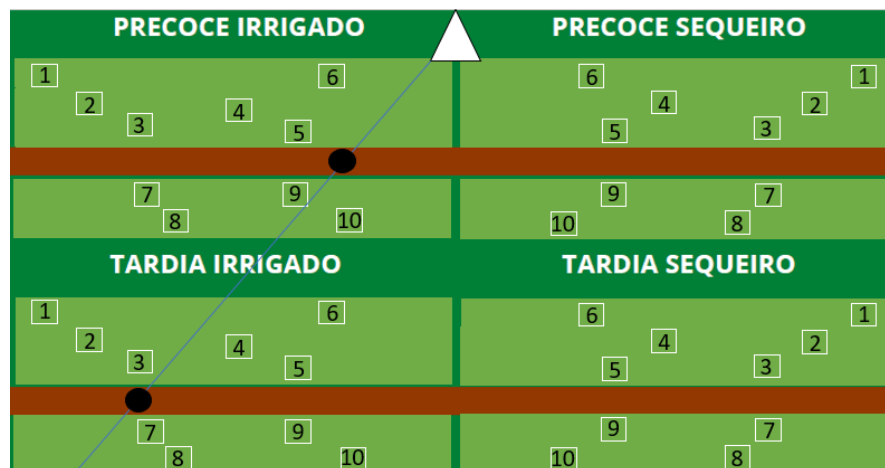 PRECOCE IRRIGADO PRECOCE SEQUEIRO
1 6 6 1
2 4 4 2
3 5 5 3
7 9 9 7
8 10 10 8
TARDIA IRRIGADO TARDIA SEQUEIRO
1 6 6 1
2 4 4 2
3 5 5 3
7 9 9 7
8 10 10 8